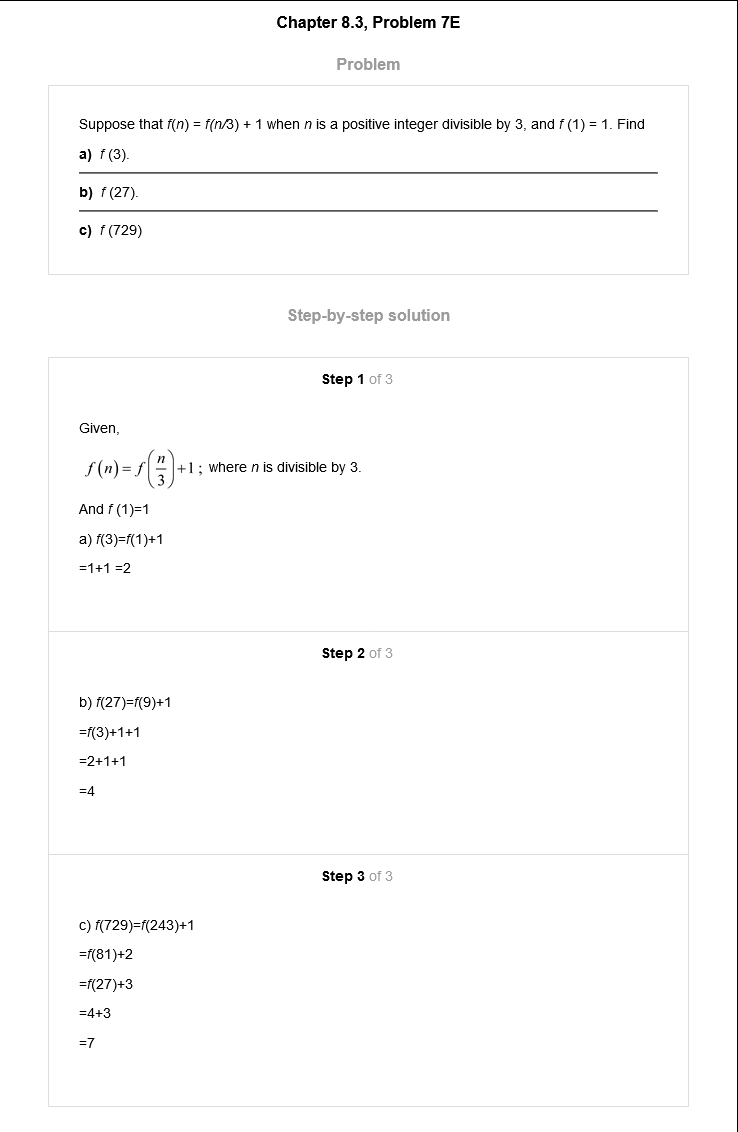 Chapter 8.3, Problem 7E
Problem
Suppose that f(n) = f(n/3) + 1 when n is a positive integer divisible by 3, and f (1) = 1. Find
a) f (3).
b) f (27).
c) f (729)
Step-by-step solution
Step 1 of 3
Given,
f(n)=f(n/3)+1; where n is divisible by 3.
And f (1)=1
a) f(3)=f(1)+1
=1+1 =2
Step 2 of 3
b) f(27)=f(9)+1
=f(3)+1+1
=2+1+1
=4
Step 3 of 3
c) f(729)=f(243)+1
=f(81)+2
=f(27)+3
=4+3
=7